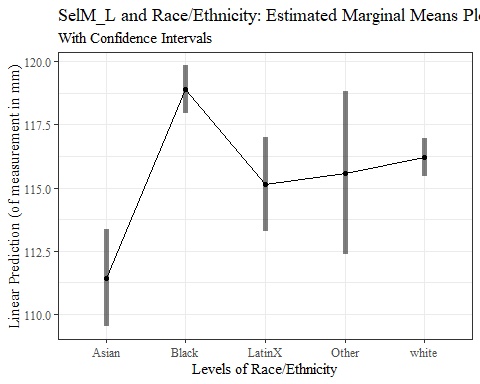 SelM_L and Race/Ethnicity: Estimated Marginal Means
With Confidence Intervals
Linear Prediction (of measurement in mm)
120.0
117.5
115.0
112.5
110.0
Asian
Black
LatinX
Other
white
Levels of Race/Ethnicity